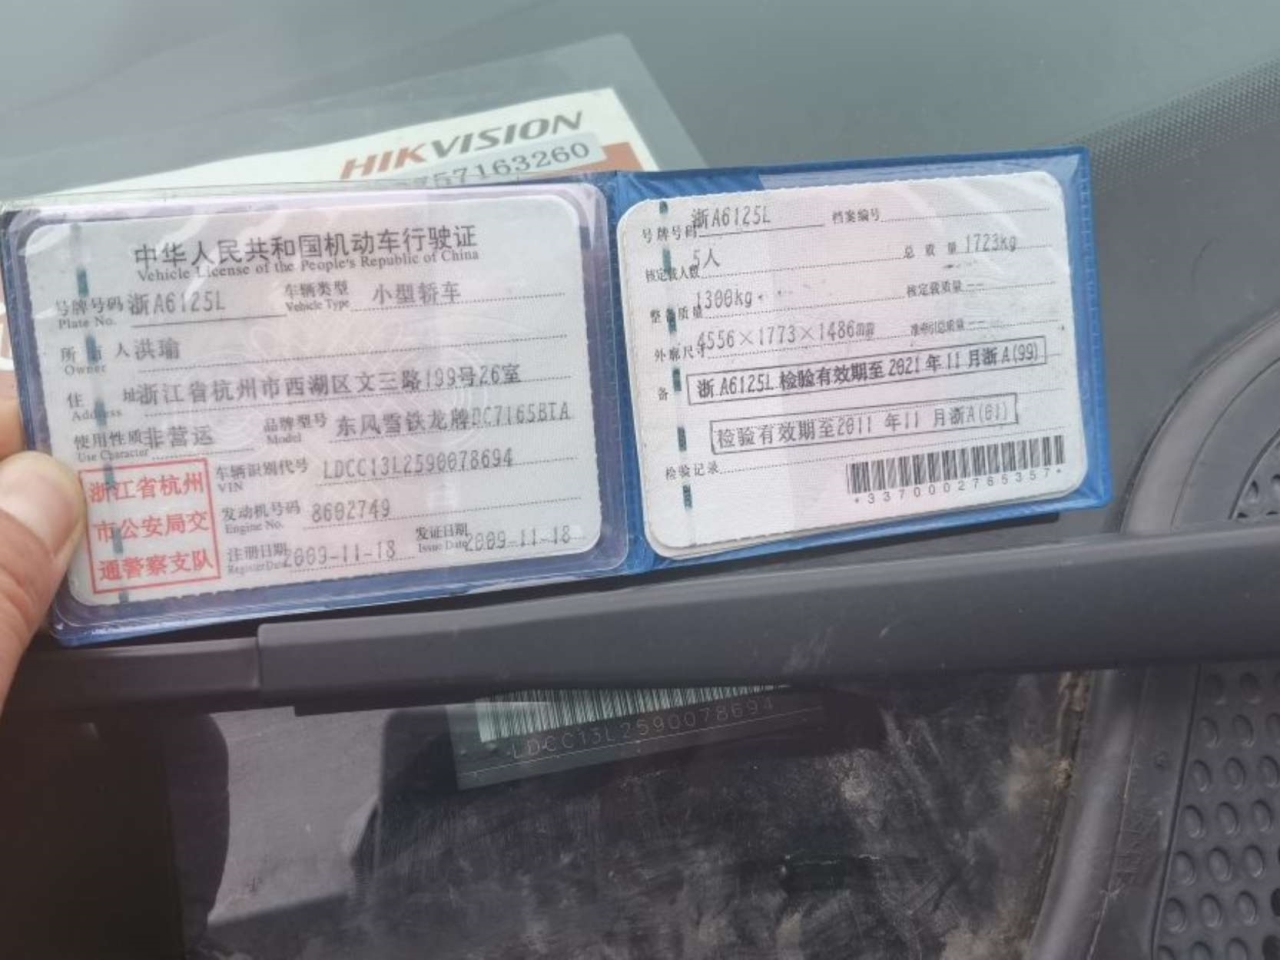 HIKVISION
57163260
中华人民共和国机动车行驶证
Vehicle License of the People's Republic of China
号牌号码 浙A6125L 车辆类型 小型轿车
Plate No. Vehicle Type
所有人 洪瑜
Owner
住址 浙江省杭州市西湖区文三路199号26室
Address
使用性质 非营运 品牌型号 东风雪铁龙牌DC7165BTA
Use Character Model
浙江省杭州
市公安局交
通警察支队
车辆识别代号 LDCC13L2590078694
VIN
发动机号码 8602749
Engine No.
注册日期 2009-11-18 发证日期 2009-11-18
Register Date Issue Date
号牌号码 浙A6125L 档案编号
核定载人数 5人 总质量 1723kg
整备质量 1300kg 核定载质量 --
外廓尺寸 4556×1773×1486 准牵引总质量 --
备 浙A6125L 检验有效期至2021年11月浙A(99)
检验有效期至2011年11月浙A(01)
检验记录
*3370002765357*
LDCC13L2590078694